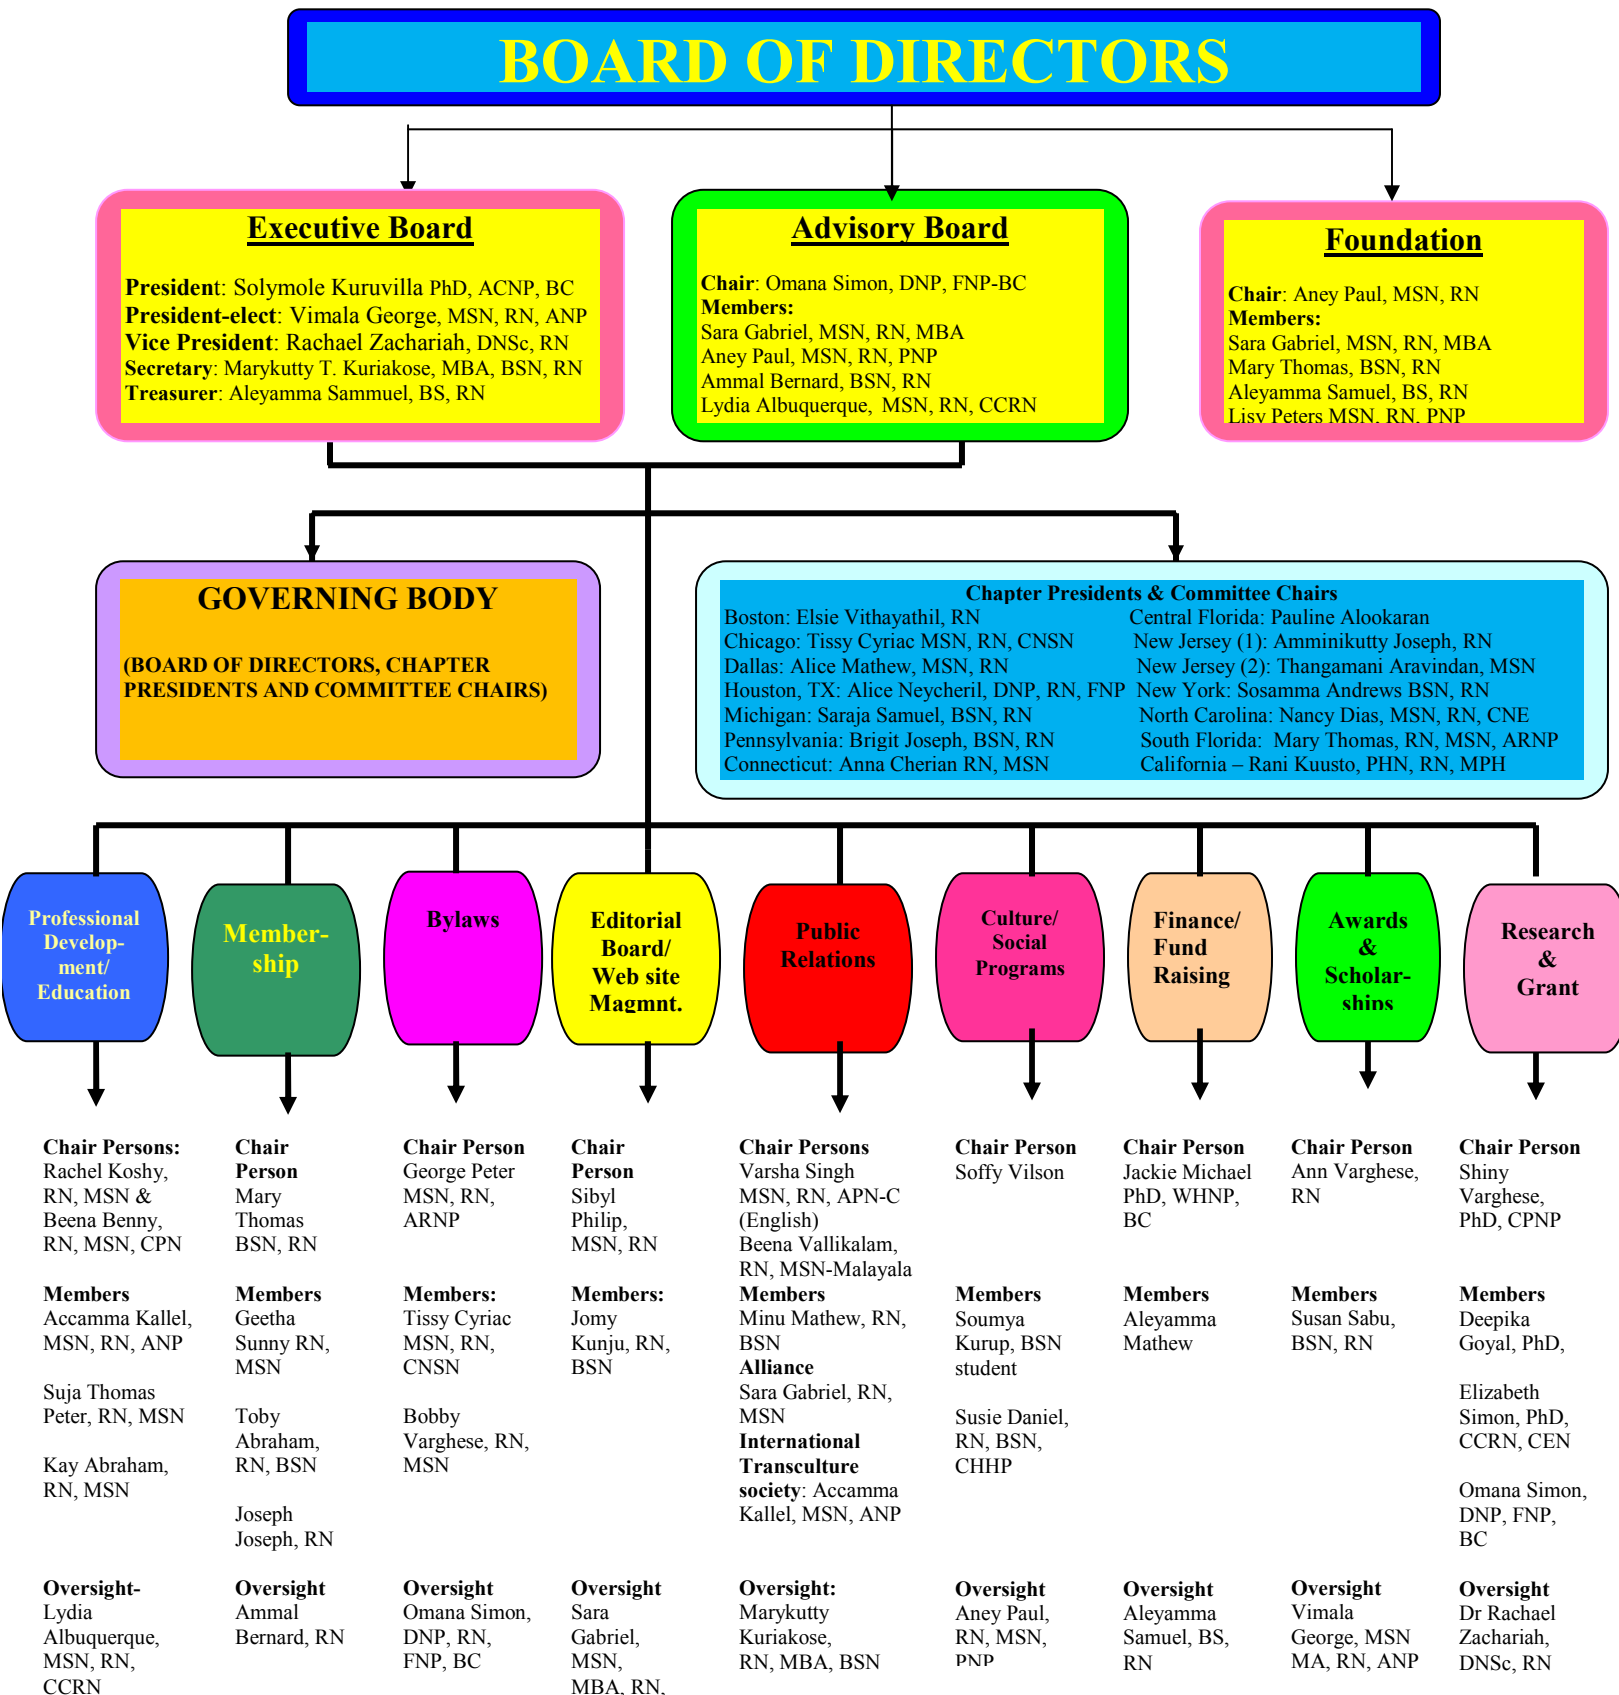 BOARD OF DIRECTORS
Executive Board
President: Solymole Kuruvilla PhD, ACNP, BC
President-elect: Vimala George, MSN, RN, ANP
Vice President: Rachael Zachariah, DNSc, RN
Secretary: Marykutty T. Kuriakose, MBA, BSN, RN
Treasurer: Aleyamma Sammuel, BS, RN
Advisory Board
Chair: Omana Simon, DNP, FNP-BC
Members:
Sara Gabriel, MSN, RN, MBA
Aney Paul, MSN, RN, PNP
Ammal Bernard, BSN, RN
Lydia Albuquerque, MSN, RN, CCRN
Foundation
Chair: Aney Paul, MSN, RN
Members:
Sara Gabriel, MSN, RN, MBA
Mary Thomas, BSN, RN
Aleyamma Samuel, BS, RN
Lisy Peters MSN, RN, PNP
GOVERNING BODY
(BOARD OF DIRECTORS, CHAPTER
PRESIDENTS AND COMMITTEE CHAIRS)
Chapter Presidents & Committee Chairs
Boston: Elsie Vithayathil, RN Central Florida: Pauline Alookaran
Chicago: Tissy Cyriac MSN, RN, CNSN New Jersey (1): Amminikutty Joseph, RN
Dallas: Alice Mathew, MSN, RN New Jersey (2): Thangamani Aravindan, MSN
Houston, TX: Alice Neycheril, DNP, RN, FNP New York: Sosamma Andrews BSN, RN
Michigan: Saraja Samuel, BSN, RN North Carolina: Nancy Dias, MSN, RN, CNE
Pennsylvania: Brigit Joseph, BSN, RN South Florida: Mary Thomas, RN, MSN, ARNP
Connecticut: Anna Cherian RN, MSN California – Rani Kuusto, PHN, RN, MPH
Professional
Develop-
ment/
Education
Member-
ship
Bylaws
Editorial
Board/
Web site
Magmnt.
Public
Relations
Culture/
Social
Programs
Finance/
Fund
Raising
Awards
&
Scholar-
ships
Research
&
Grant
Chair Persons:
Rachel Koshy,
RN, MSN &
Beena Benny,
RN, MSN, CPN
Members
Accamma Kallel,
MSN, RN, ANP
Suja Thomas
Peter, RN, MSN
Kay Abraham,
RN, MSN
Oversight-
Lydia
Albuquerque,
MSN, RN,
CCRN
Chair
Person
Mary
Thomas
BSN, RN
Members
Geetha
Sunny RN,
MSN
Toby
Abraham,
RN, BSN
Joseph
Joseph, RN
Oversight
Ammal
Bernard, RN
Chair Person
George Peter
MSN, RN,
ARNP
Members:
Tissy Cyriac
MSN, RN,
CNSN
Bobby
Varghese, RN,
MSN
Oversight
Omana Simon,
DNP, RN,
FNP, BC
Chair
Person
Sibyl
Philip,
MSN, RN
Members:
Jomy
Kunju, RN,
BSN
Oversight
Sara
Gabriel,
MSN,
MBA, RN,
Chair Persons
Varsha Singh
MSN, RN, APN-C
(English)
Beena Vallikalam,
RN, MSN-Malayala
Members
Minu Mathew, RN,
BSN
Alliance
Sara Gabriel, RN,
MSN
International
Transculture
society: Accamma
Kallel, MSN, ANP
Oversight:
Marykutty
Kuriakose,
RN, MBA, BSN
Chair Person
Soffy Vilson
Members
Soumya
Kurup, BSN
student
Susie Daniel,
RN, BSN,
CHHP
Oversight
Aney Paul,
RN, MSN,
PNP
Chair Person
Jackie Michael
PhD, WHNP,
BC
Members
Aleyamma
Mathew
Oversight
Aleyamma
Samuel, BS,
RN
Chair Person
Ann Varghese,
RN
Members
Susan Sabu,
BSN, RN
Oversight
Vimala
George, MSN
MA, RN, ANP
Chair Person
Shiny
Varghese,
PhD, CPNP
Members
Deepika
Goyal, PhD,
Elizabeth
Simon, PhD,
CCRN, CEN
Omana Simon,
DNP, FNP,
BC
Oversight
Dr Rachael
Zachariah,
DNSc, RN